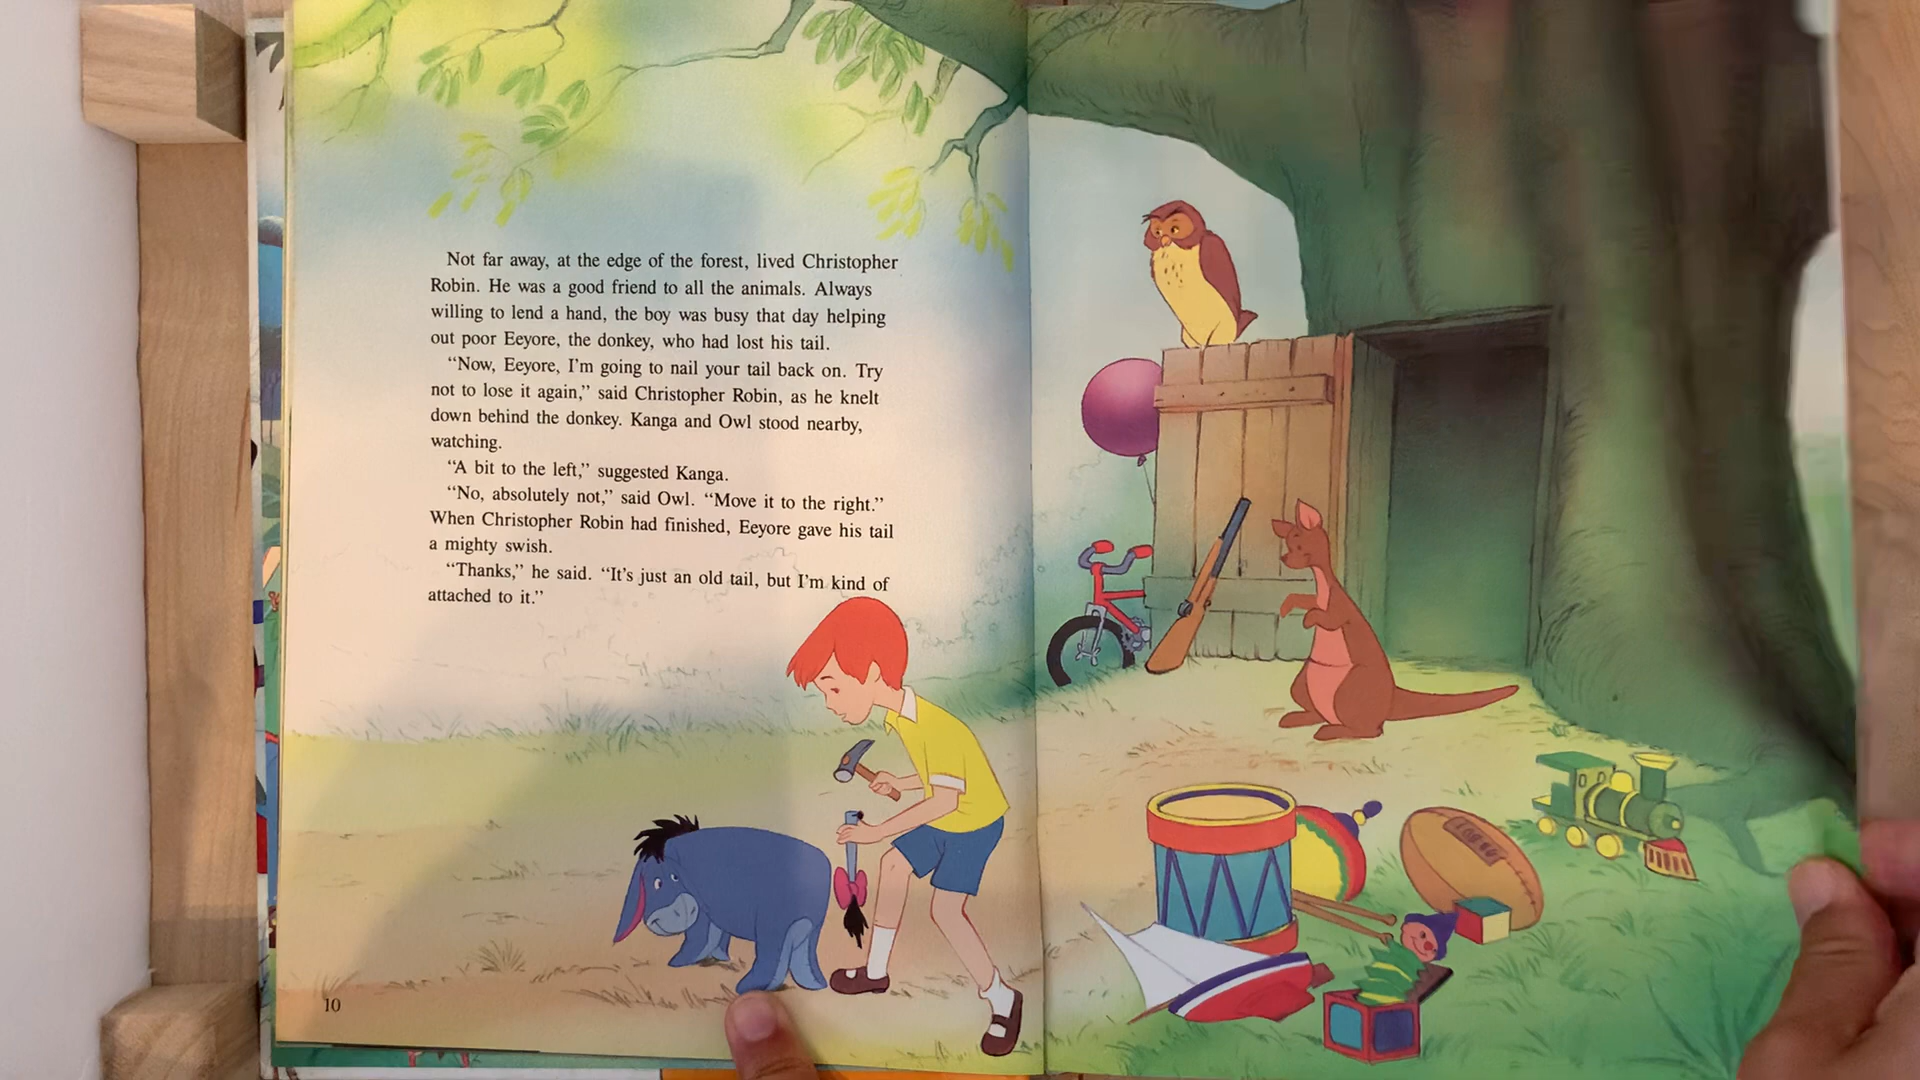 Not far away, at the edge of the forest, lived Christopher
Robin. He was a good friend to all the animals. Always
willing to lend a hand, the boy was busy that day helping
out poor Eeyore, the donkey, who had lost his tail.
“Now, Eeyore, I’m going to nail your tail back on. Try
not to lose it again,” said Christopher Robin, as he knelt
down behind the donkey. Kanga and Owl stood nearby,
watching.
“A bit to the left,” suggested Kanga.
“No, absolutely not,” said Owl. “Move it to the right.”
When Christopher Robin had finished, Eeyore gave his tail
a mighty swish.
“Thanks,” he said. “It’s just an old tail, but I’m kind of
attached to it.”
10